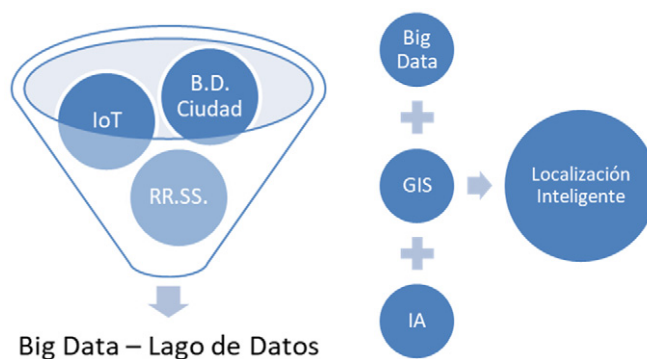 IoT
B.D.
Ciudad
RR.SS.
Big Data – Lago de Datos
Big
Data
GIS
IA
Localización
Inteligente